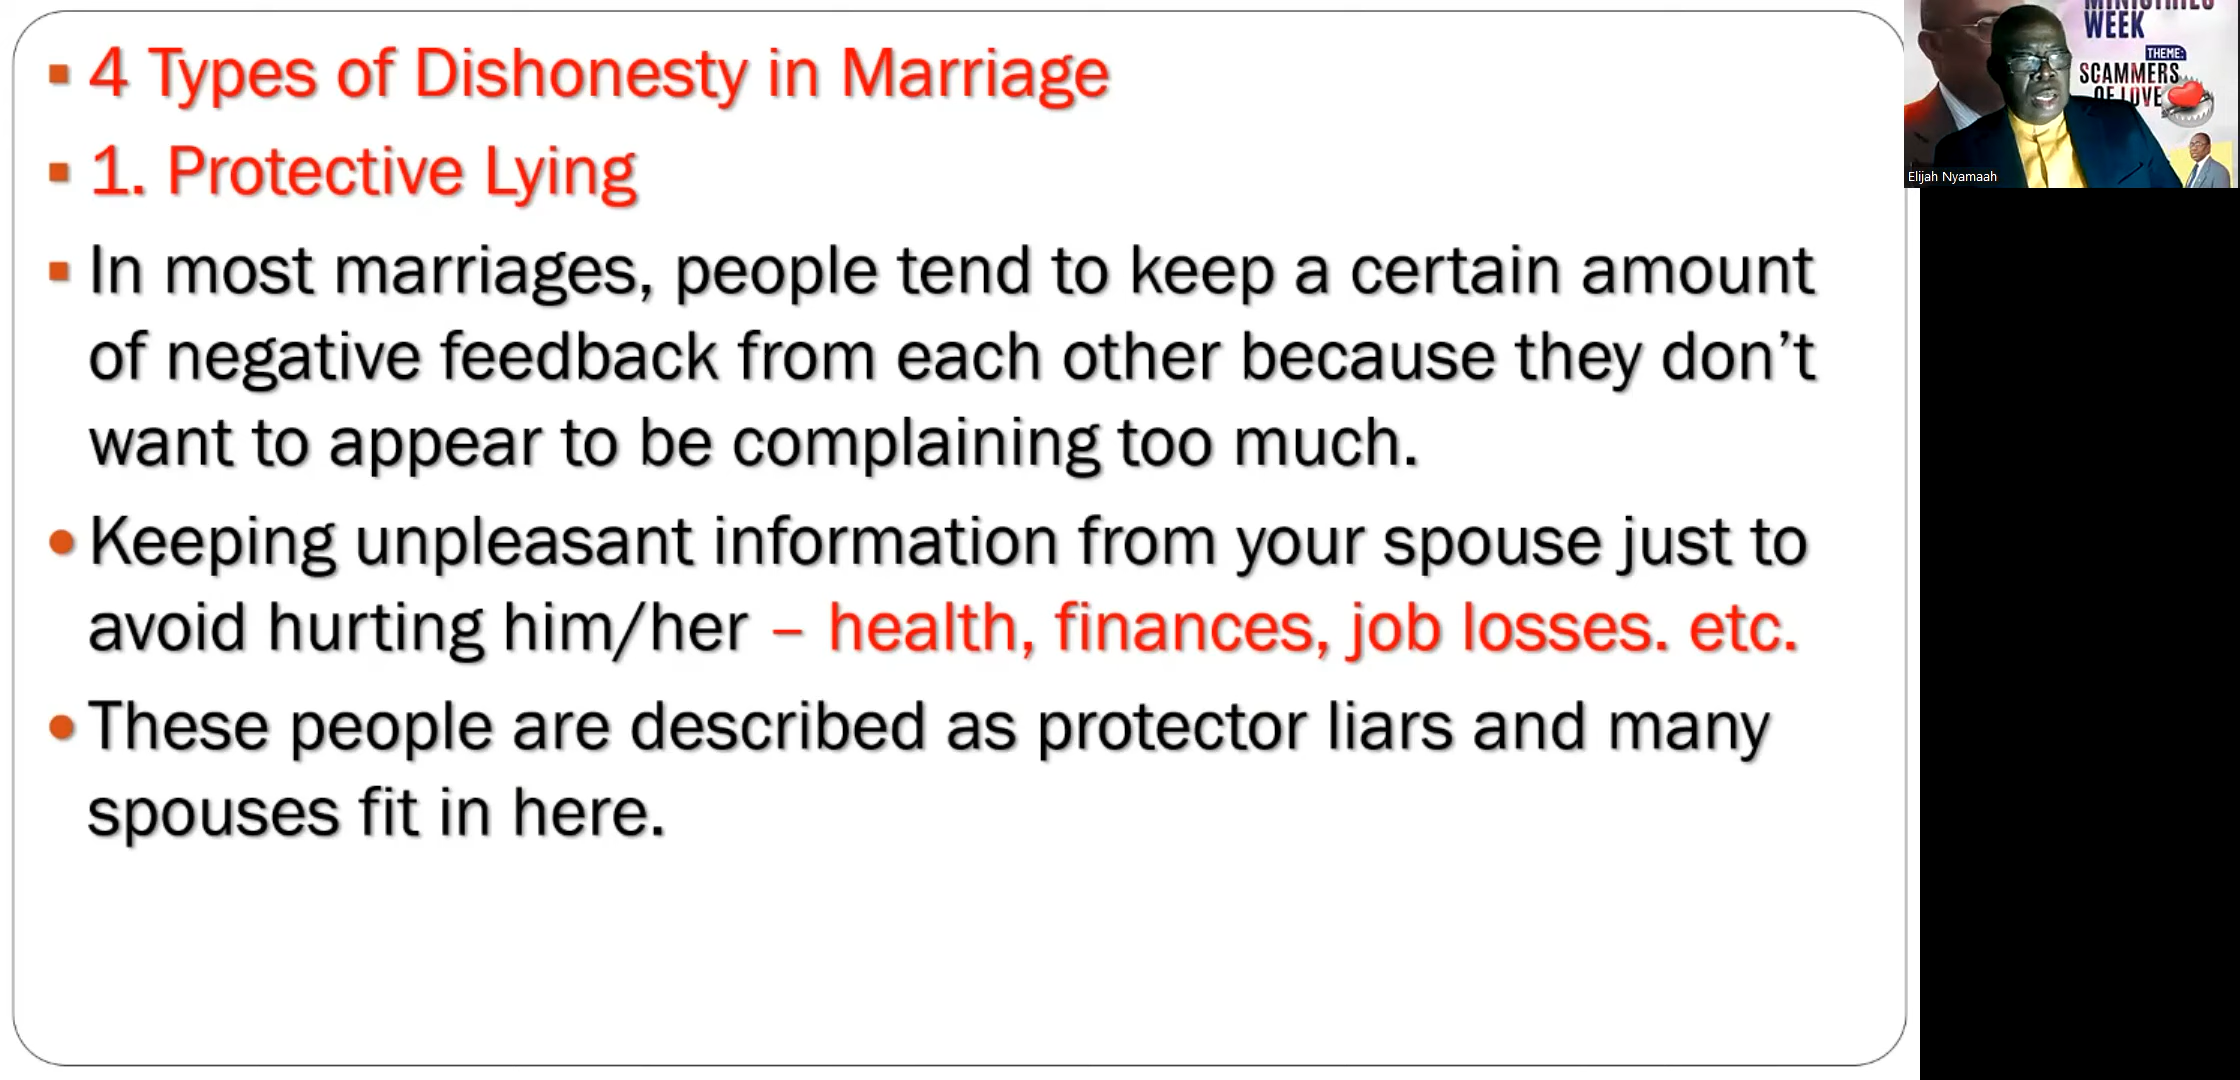 4 Types of Dishonesty in Marriage
1. Protective Lying
In most marriages, people tend to keep a certain amount
of negative feedback from each other because they don’t
want to appear to be complaining too much.
Keeping unpleasant information from your spouse just to
avoid hurting him/her – health, finances, job losses. etc.
These people are described as protector liars and many
spouses fit in here.
MINISTRIES
WEEK
THEME:
SCAMMERS
OF LOVE
Elijah Nyamaah